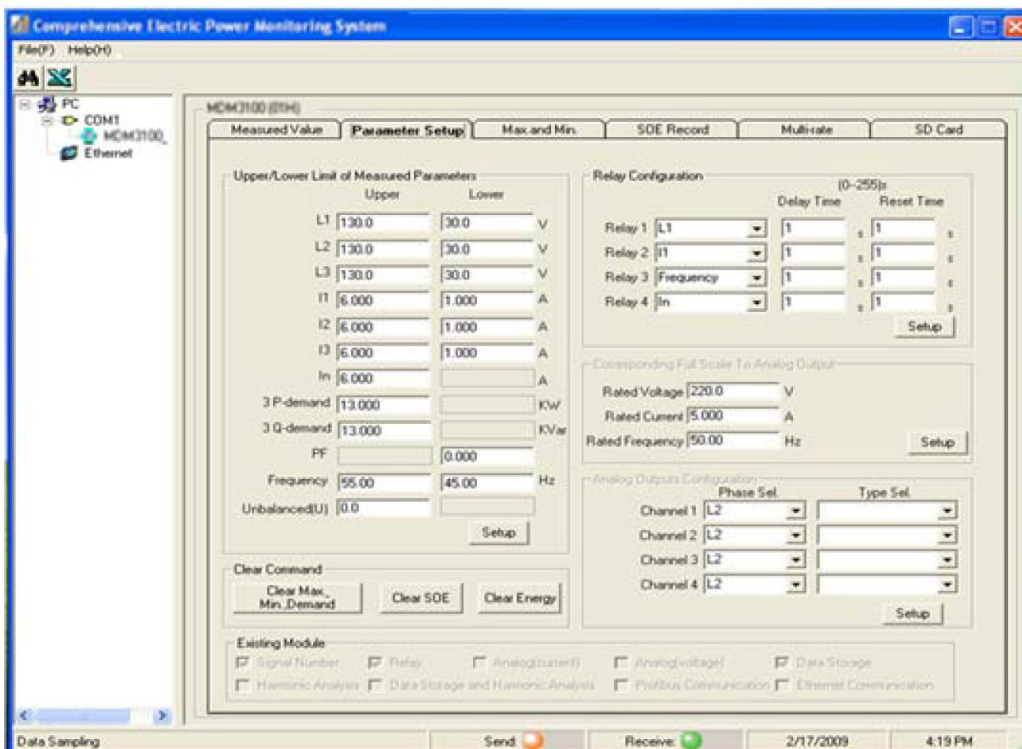 Comprehensive Electric Power Monitoring System
File(F) Help(H)
PC
COM1
MDM3100_
Ethernet
MDM3100 (01H)
Measured Value Parameter Setup Max.and Min. SOE Record Multi-rate SD Card
Upper/Lower Limit of Measured Parameters
Upper Lower
L1 130.0 30.0 V
L2 130.0 30.0 V
L3 130.0 30.0 V
I1 6.000 1.000 A
I2 6.000 1.000 A
I3 6.000 1.000 A
In 6.000 A
3 P-demand 13.000 KW
3 Q-demand 13.000 KVar
PF 0.000
Frequency 55.00 45.00 Hz
Unbalanced(U) 0.0
Setup
Clear Command
Clear Max._ Min._Demand Clear SOE Clear Energy
Relay Configuration
(0~255)s
Delay Time Reset Time
Relay 1 L1 1 s 1 s
Relay 2 I1 1 s 1 s
Relay 3 Frequency 1 s 1 s
Relay 4 In 1 s 1 s
Setup
Corresponding Full Scale To Analog Output
Rated Voltage 220.0 V
Rated Current 5.000 A
Rated Frequency 50.00 Hz
Setup
Analog Outputs Configuration
Phase Sel. Type Sel.
Channel 1 L2
Channel 2 L2
Channel 3 L2
Channel 4 L2
Setup
Existing Module
Signal Number Relay Analog(current) Analog(voltage) Data Storage
Harmonic Analysis Data Storage and Harmonic Analysis Profibus Communication Ethernet Communication
Data Sampling Send: Receive: 2/17/2009 4:19 PM